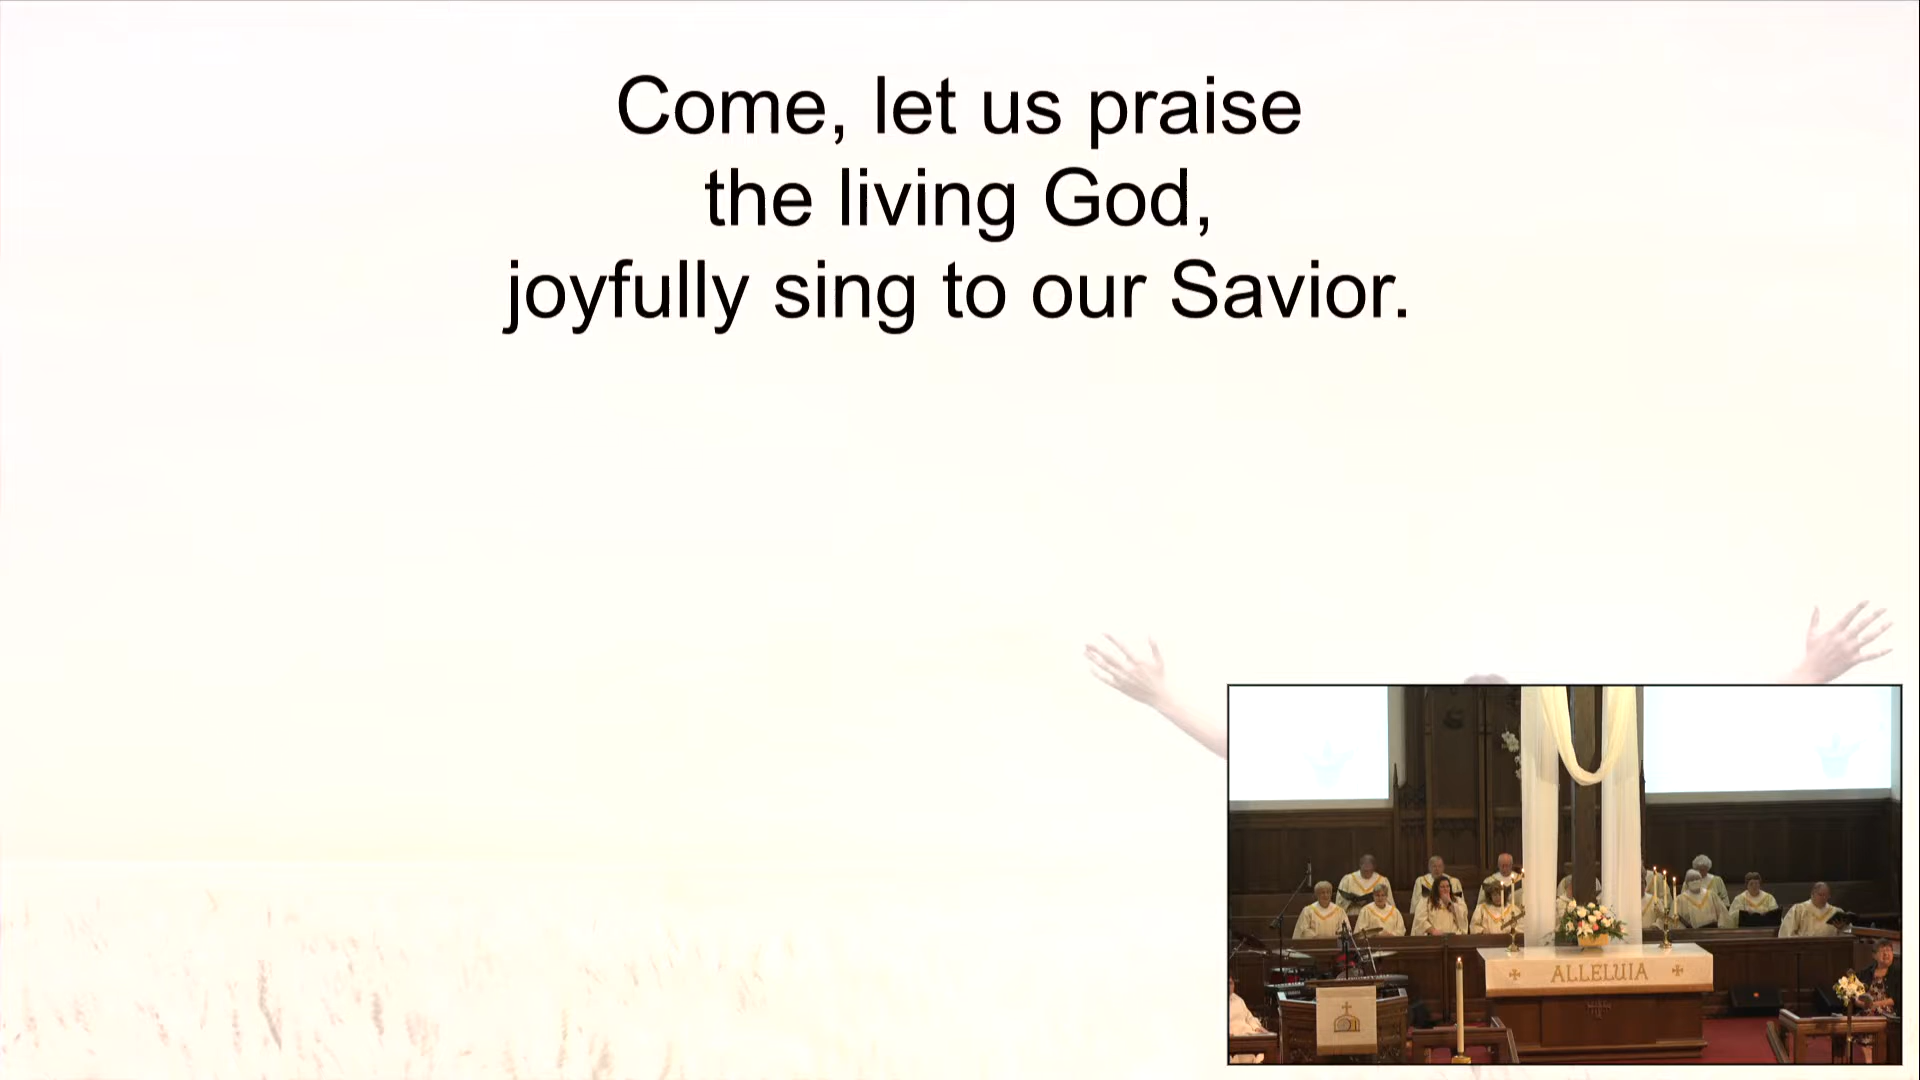 Come, let us praise
the living God,
joyfully sing to our Savior.
ALLELUIA